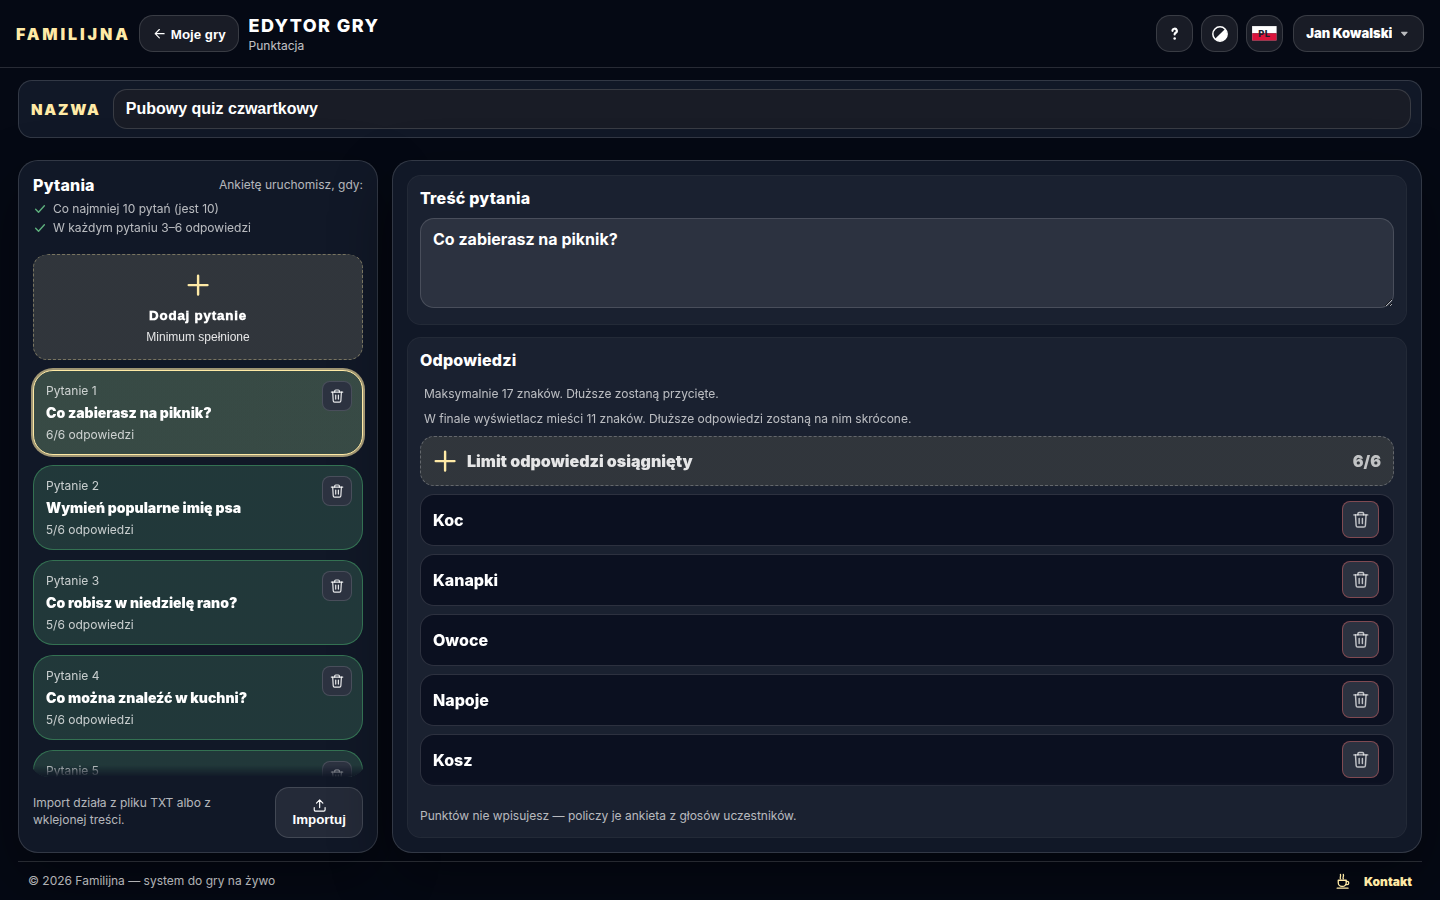 FAMILIJNA
← Moje gry
EDYTOR GRY
Punktacja
?
PL
Jan Kowalski
NAZWA
Pubowy quiz czwartkowy
Pytania
Ankietę uruchomisz, gdy:
Co najmniej 10 pytań (jest 10)
W każdym pytaniu 3–6 odpowiedzi
Dodaj pytanie
Minimum spełnione
Pytanie 1
Co zabierasz na piknik?
6/6 odpowiedzi
Pytanie 2
Wymień popularne imię psa
5/6 odpowiedzi
Pytanie 3
Co robisz w niedzielę rano?
5/6 odpowiedzi
Pytanie 4
Co można znaleźć w kuchni?
5/6 odpowiedzi
Pytanie 5
Import działa z pliku TXT albo z
wklejonej treści.
Importuj
Treść pytania
Co zabierasz na piknik?
Odpowiedzi
Maksymalnie 17 znaków. Dłuższe zostaną przycięte.
W finale wyświetlacz mieści 11 znaków. Dłuższe odpowiedzi zostaną na nim skrócone.
Limit odpowiedzi osiągnięty
6/6
Koc
Kanapki
Owoce
Napoje
Kosz
Punktów nie wpisujesz — policzy je ankieta z głosów uczestników.
© 2026 Familijna — system do gry na żywo
Kontakt